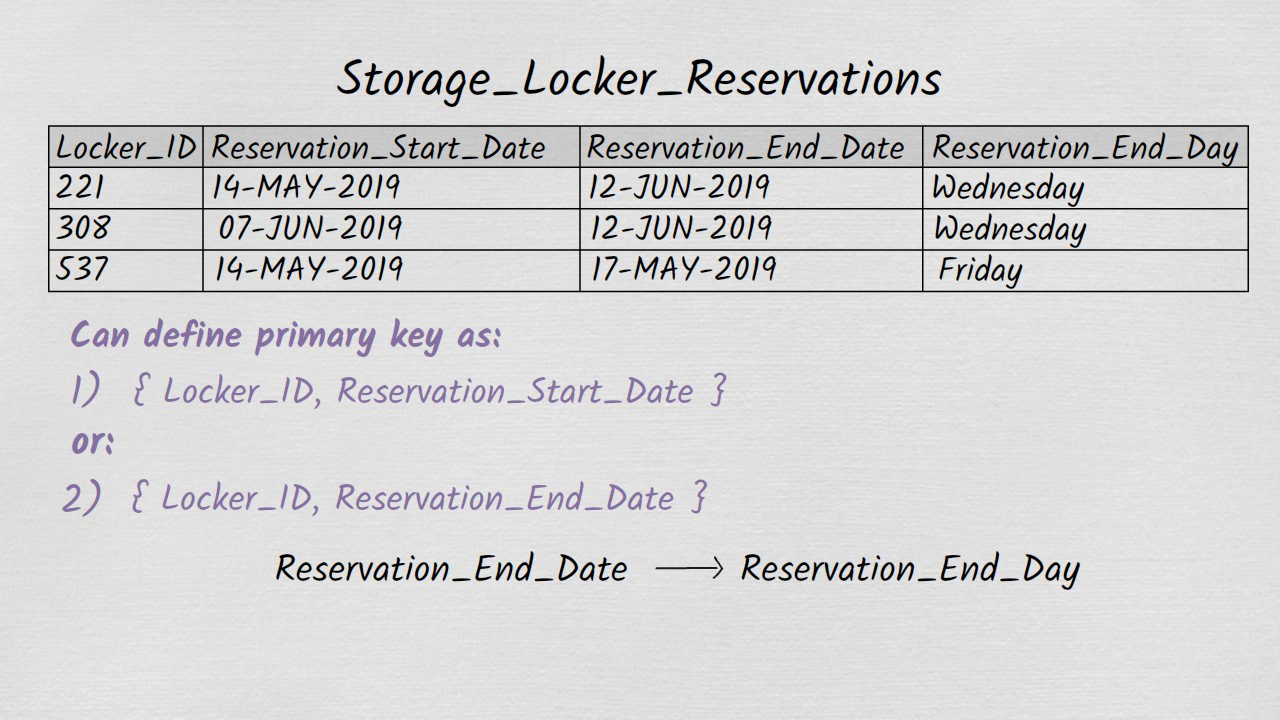 Storage_Locker_Reservations
Locker_ID Reservation_Start_Date Reservation_End_Date Reservation_End_Day
221 14-MAY-2019 12-JUN-2019 Wednesday
308 07-JUN-2019 12-JUN-2019 Wednesday
537 14-MAY-2019 17-MAY-2019 Friday
Can define primary key as:
1) { Locker_ID, Reservation_Start_Date }
or:
2) { Locker_ID, Reservation_End_Date }
Reservation_End_Date → Reservation_End_Day